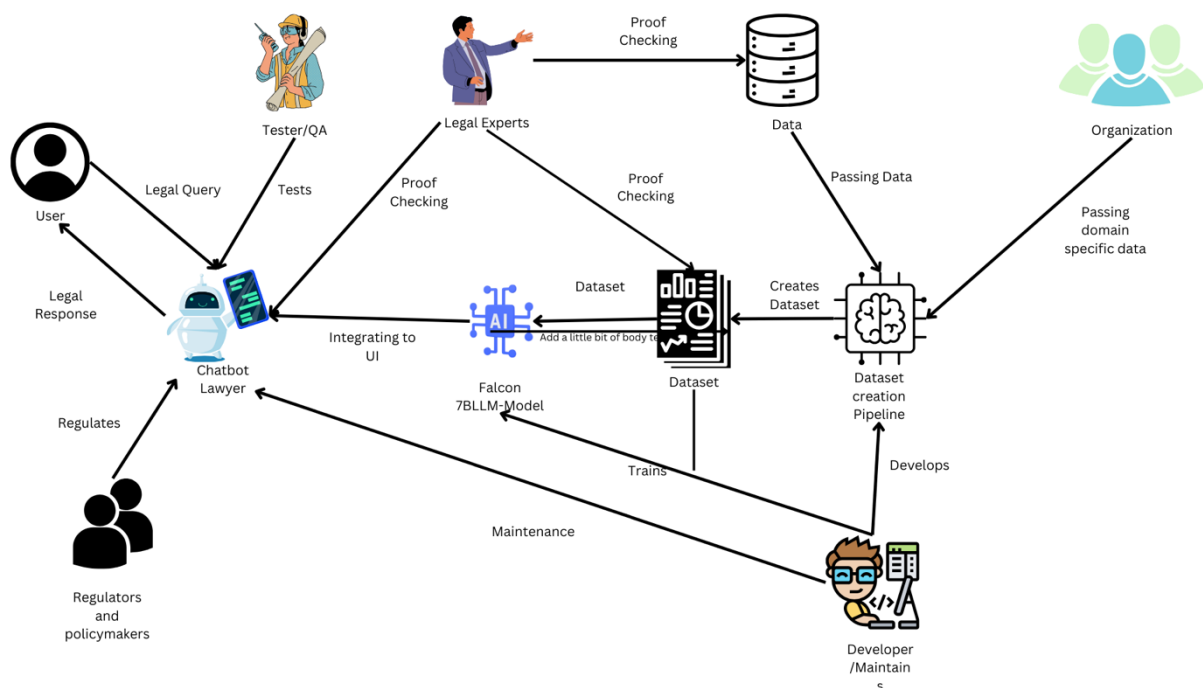 Proof
Checking
Tester/QA
Legal Experts
Data
Organization
Legal Query
Tests
Proof
Checking
Proof
Checking
Passing Data
Passing
domain
specific data
User
Legal
Response
Dataset
Creates
Dataset
AI
Integrating to
UI
Add a little bit of body te
Chatbot
Lawyer
Falcon
7BLLM-Model
Dataset
Dataset
creation
Pipeline
Regulates
Trains
Develops
Maintenance
</>
Regulators
and
policymakers
Developer
/Maintain
s